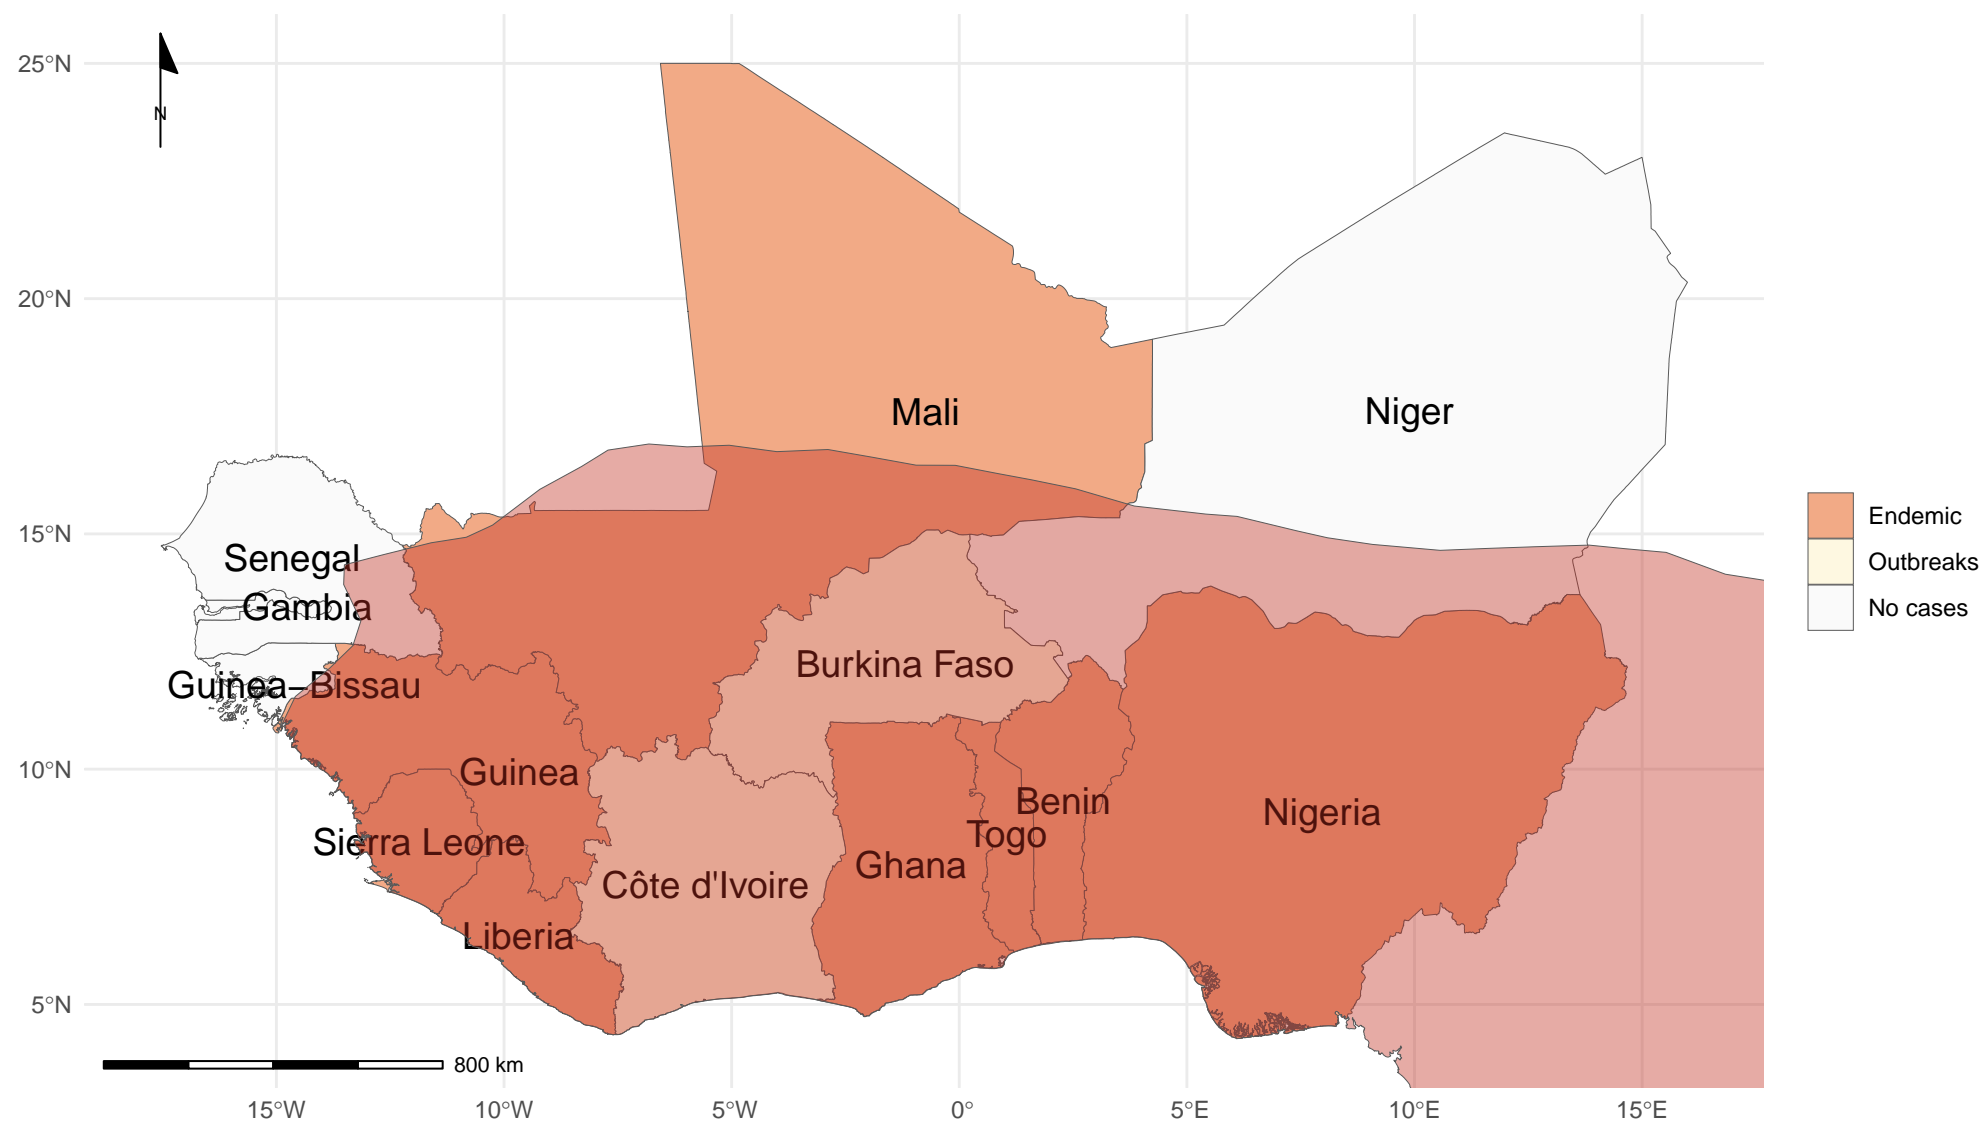 25°N
N
20°N
Mali
Niger
15°N
Senegal
Gambia
Guinea–Bissau
Burkina Faso
10°N
Guinea
Benin
Nigeria
Sierra Leone
Togo
Ghana
Côte d'Ivoire
Liberia
5°N
800 km
15°W
10°W
5°W
0°
5°E
10°E
15°E
Endemic
Outbreaks
No cases